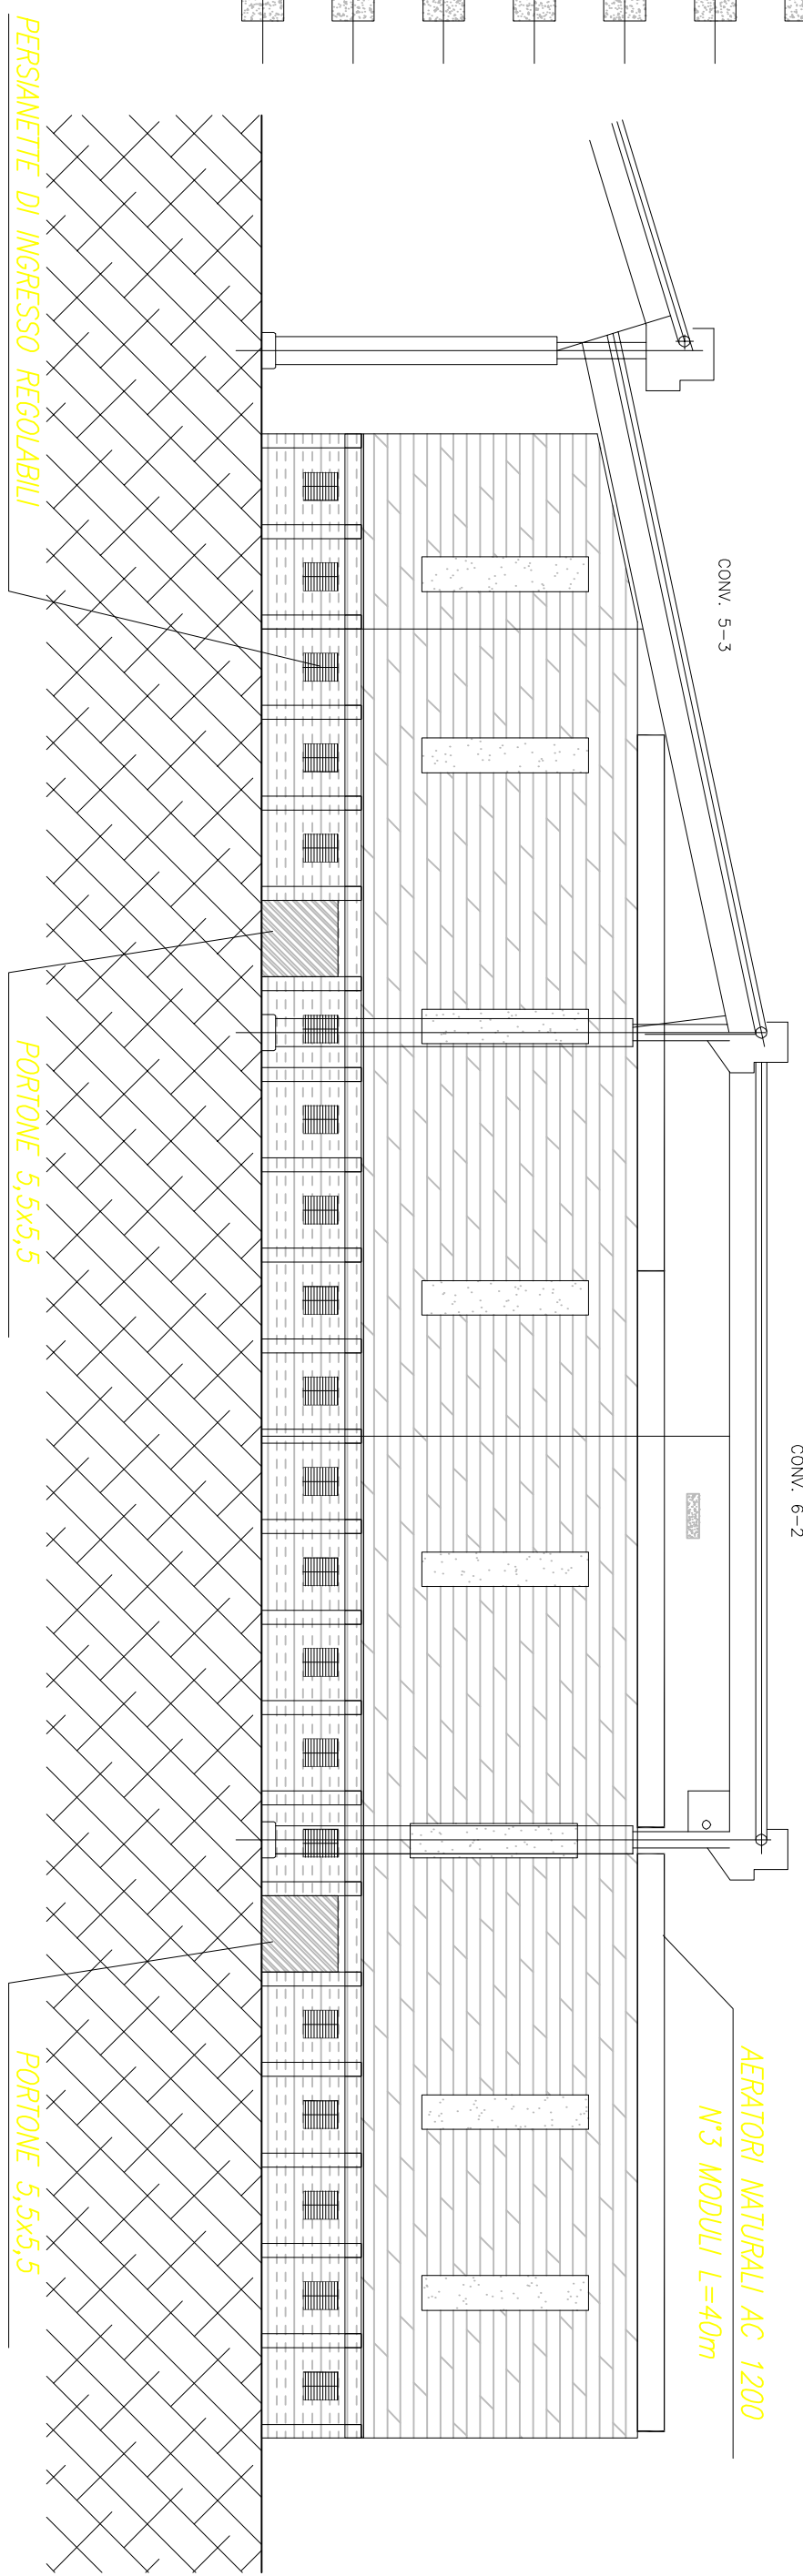 CONV. 5-3
CONV. 6-2
AERATORI NATURALI AC 1200
N°3 MODULI L=40m
PERSIANETTE DI INGRESSO REGOLABILI
PORTONE 5,5x5,5
PORTONE 5,5x5,5